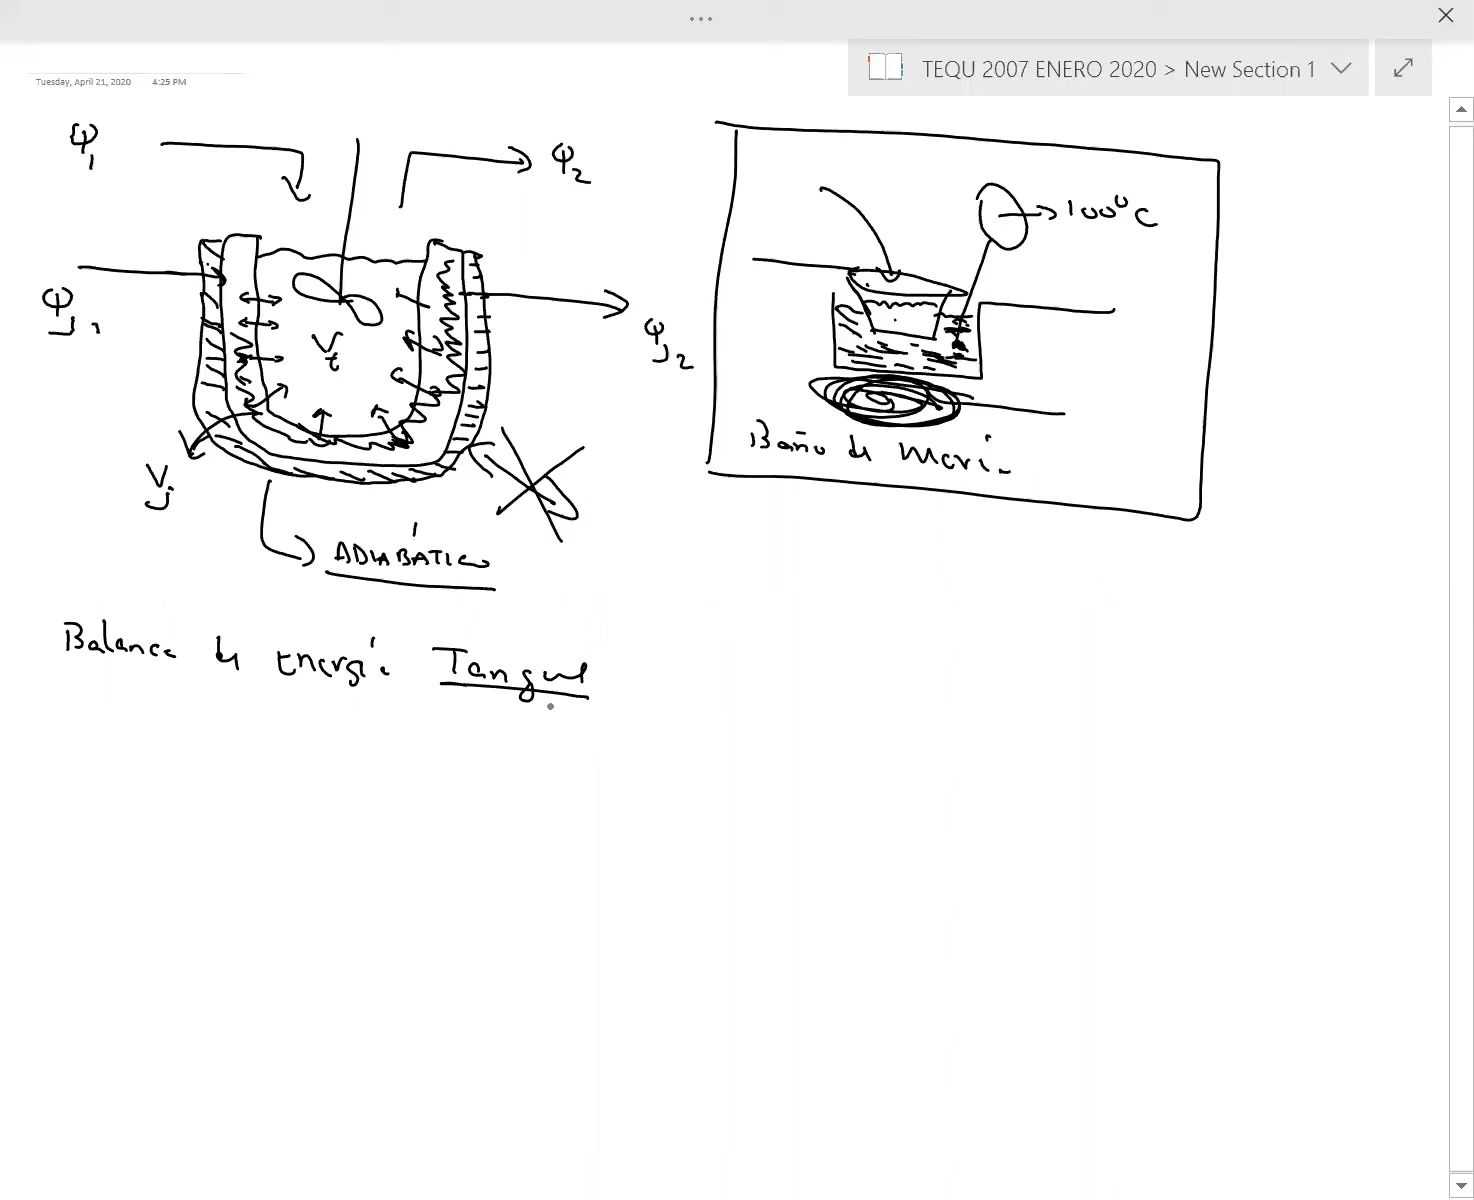 TEQU 2007 ENERO 2020 > New Section 1
Tuesday, April 21, 2020 4:25 PM
φ1
φ2
→100°C
φj1
φj2
Vt
Vj
Baño de Mari
ADIABÁTICO
Balance de Energía Tanque